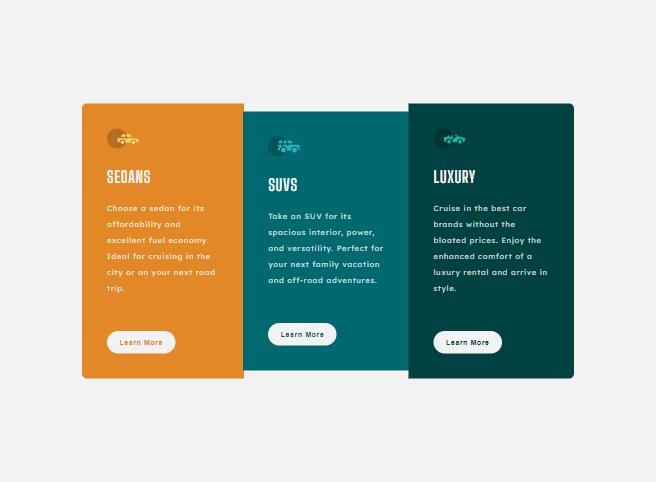 SEDANS
Choose a sedan for its
affordability and
excellent fuel economy.
Ideal for cruising in the
city or on your next road
trip.
Learn More
SUVS
Take an SUV for its
spacious interior, power,
and versatility. Perfect for
your next family vacation
and off-road adventures.
Learn More
LUXURY
Cruise in the best car
brands without the
bloated prices. Enjoy the
enhanced comfort of a
luxury rental and arrive in
style.
Learn More